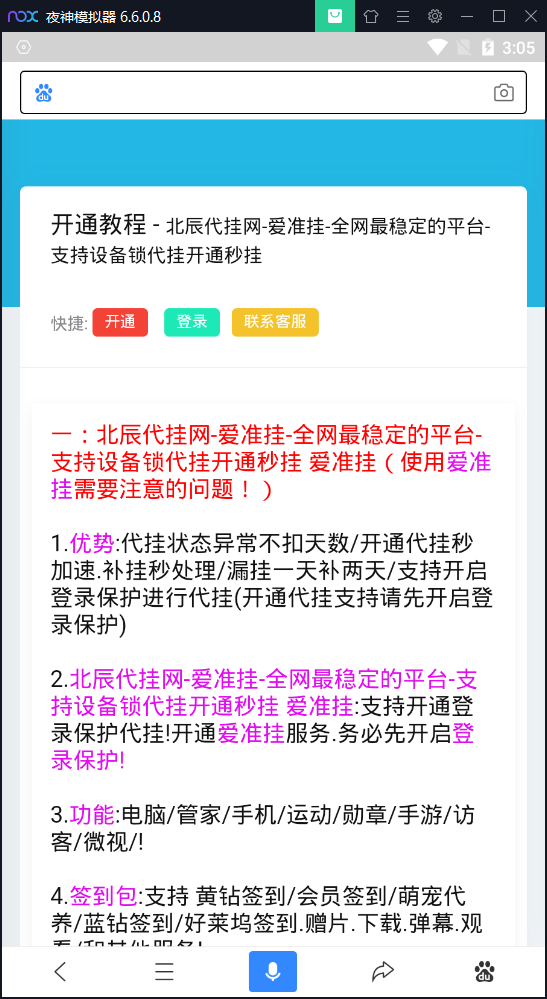 nox 夜神模拟器 6.6.0.8
3:05
du
开通教程 - 北辰代挂网-爱准挂-全网最稳定的平台-
支持设备锁代挂开通秒挂
快捷: 开通 登录 联系客服
一：北辰代挂网-爱准挂-全网最稳定的平台-
支持设备锁代挂开通秒挂 爱准挂（使用爱准
挂需要注意的问题！）
1.优势:代挂状态异常不扣天数/开通代挂秒
加速.补挂秒处理/漏挂一天补两天/支持开启
登录保护进行代挂(开通代挂支持请先开启登
录保护)
2.北辰代挂网-爱准挂-全网最稳定的平台-支
持设备锁代挂开通秒挂 爱准挂:支持开通登
录保护代挂!开通爱准挂服务.务必先开启登
录保护!
3.功能:电脑/管家/手机/运动/勋章/手游/访
客/微视/!
4.签到包:支持 黄钻签到/会员签到/萌宠代
养/蓝钻签到/好莱坞签到.赠片.下载.弹幕.观
看/和其他服务!
du